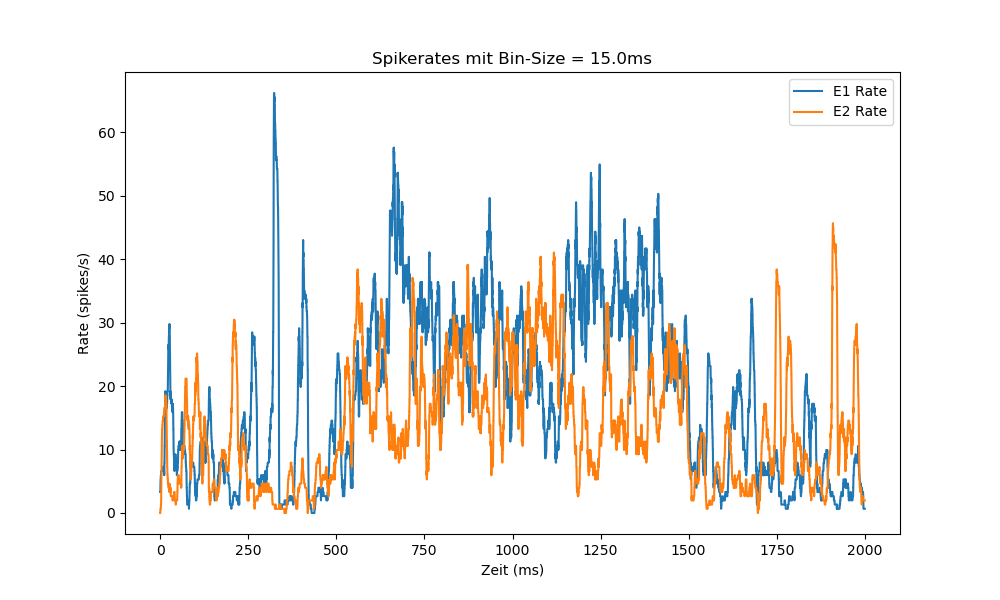 Spikerates mit Bin-Size = 15.0ms
E1 Rate
E2 Rate
Rate (spikes/s)
60
50
40
30
20
10
0
0 250 500 750 1000 1250 1500 1750 2000
Zeit (ms)